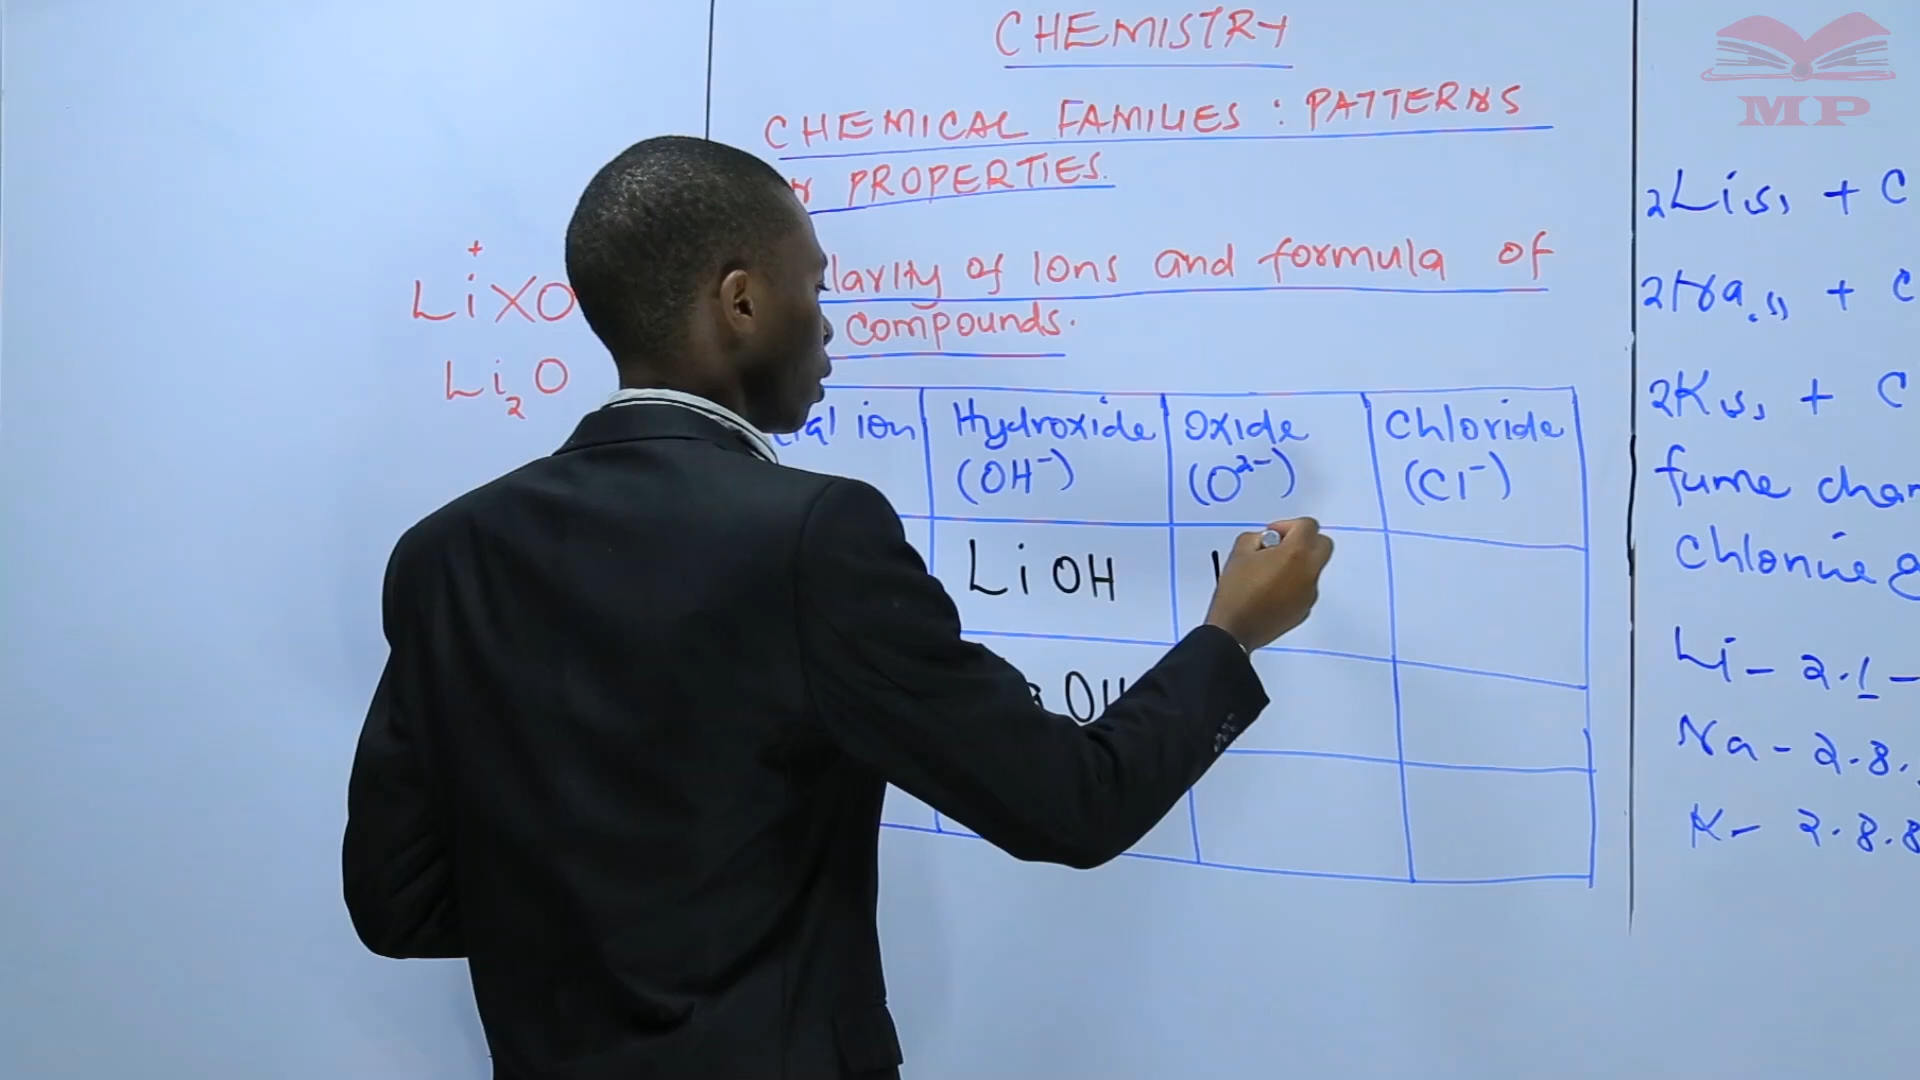 CHEMISTRY
CHEMICAL FAMILIES : PATTERNS
PROPERTIES.
larity of Ions and formula of
compounds.
+
Li XO
Li2O
ion
Hydroxide
(OH⁻)
Oxide
(O²⁻)
Chloride
(Cl⁻)
LiOH
OH
MP
2Li(s) + C
2Na(s) + C
2K(s) + C
fume cham
Chlorine g
Li - 2.1 -
Na - 2.8.
K - 2.8.8